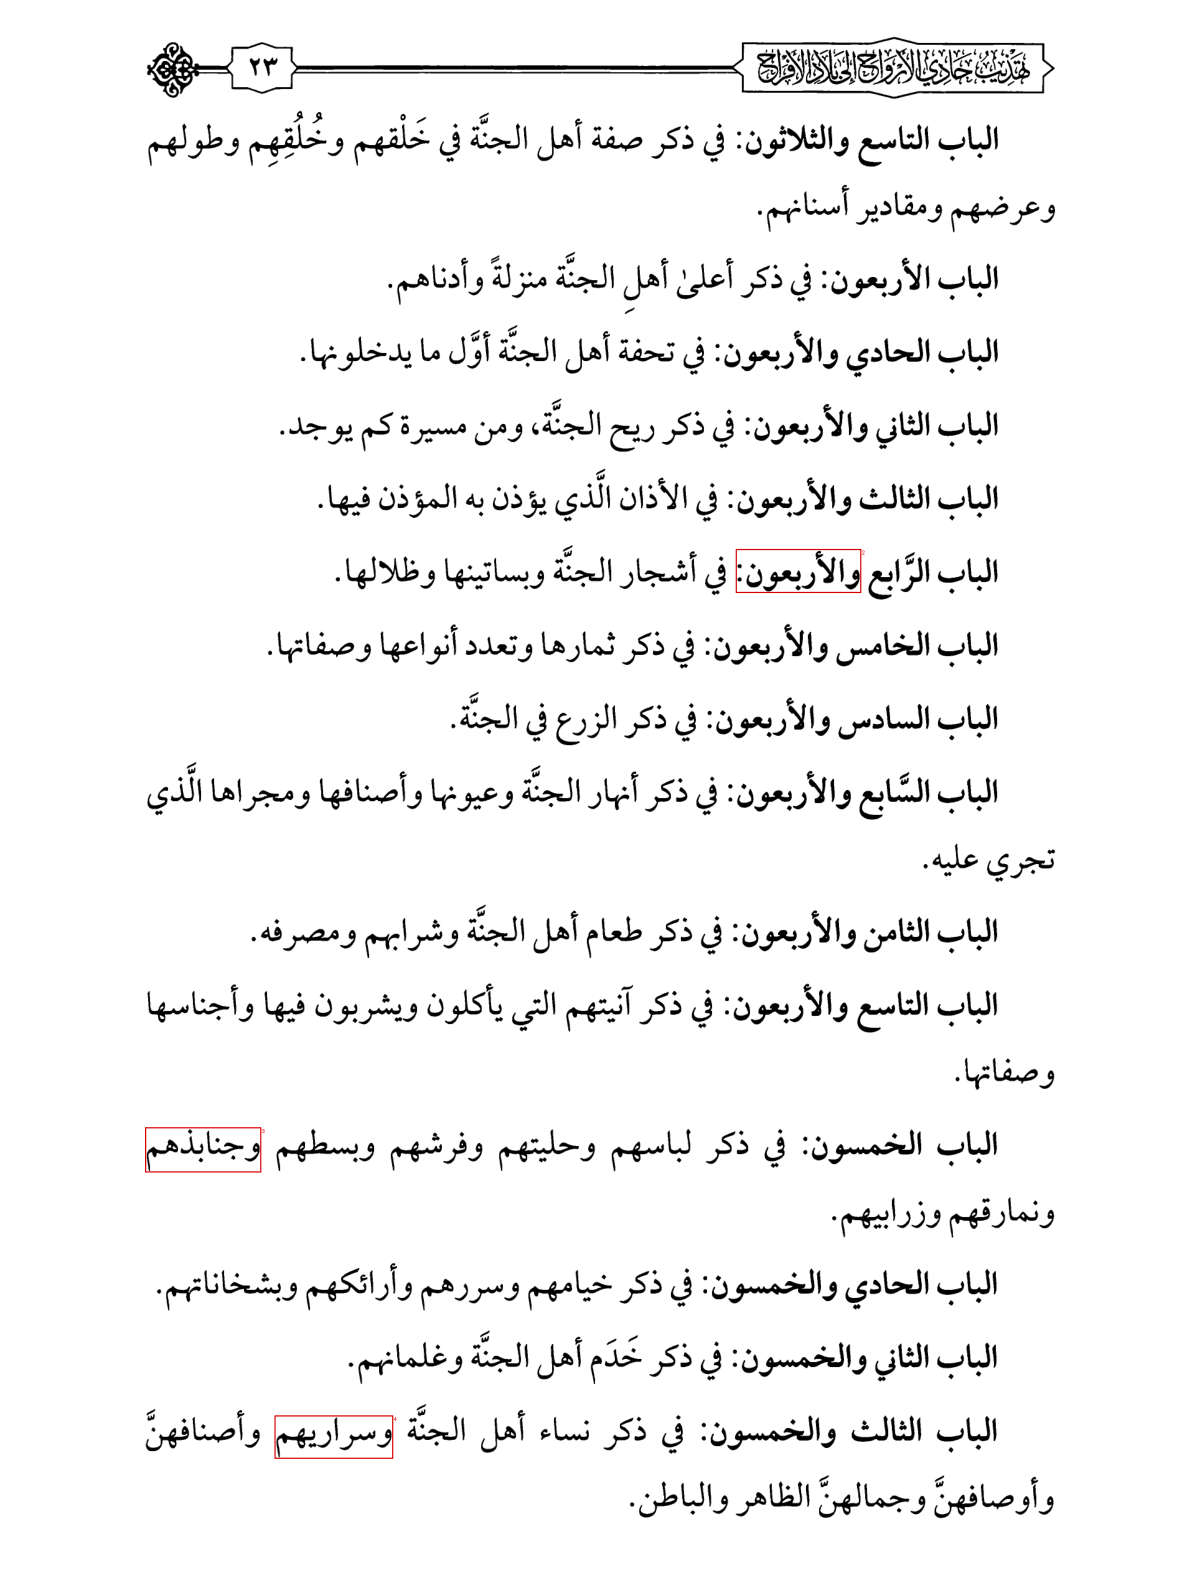 تهذيب حادي الأرواح إلى بلاد الأفراح
٢٣
الباب التاسع والثلاثون: في ذكر صفة أهل الجنَّة في خَلْقهم وخُلُقِهِم وطولهم
وعرضهم ومقادير أسنانهم.
الباب الأربعون: في ذكر أعلىٰ أهلِ الجنَّة منزلةً وأدناهم.
الباب الحادي والأربعون: في تحفة أهل الجنَّة أوَّل ما يدخلونها.
الباب الثاني والأربعون: في ذكر ريح الجنَّة، ومن مسيرة كم يوجد.
الباب الثالث والأربعون: في الأذان الَّذي يؤذن به المؤذن فيها.
الباب الرَّابع والأربعون: في أشجار الجنَّة وبساتينها وظلالها.
الباب الخامس والأربعون: في ذكر ثمارها وتعدد أنواعها وصفاتها.
الباب السادس والأربعون: في ذكر الزرع في الجنَّة.
الباب السَّابع والأربعون: في ذكر أنهار الجنَّة وعيونها وأصنافها ومجراها الَّذي
تجري عليه.
الباب الثامن والأربعون: في ذكر طعام أهل الجنَّة وشرابهم ومصرفه.
الباب التاسع والأربعون: في ذكر آنيتهم التي يأكلون ويشربون فيها وأجناسها
وصفاتها.
الباب الخمسون: في ذكر لباسهم وحليتهم وفرشهم وبسطهم وجنابذهم
ونمارقهم وزرابيهم.
الباب الحادي والخمسون: في ذكر خيامهم وسررهم وأرائكهم وبشخاناتهم.
الباب الثاني والخمسون: في ذكر خَدَم أهل الجنَّة وغلمانهم.
الباب الثالث والخمسون: في ذكر نساء أهل الجنَّة وسراريهم وأصنافهنَّ
وأوصافهنَّ وجمالهنَّ الظاهر والباطن.